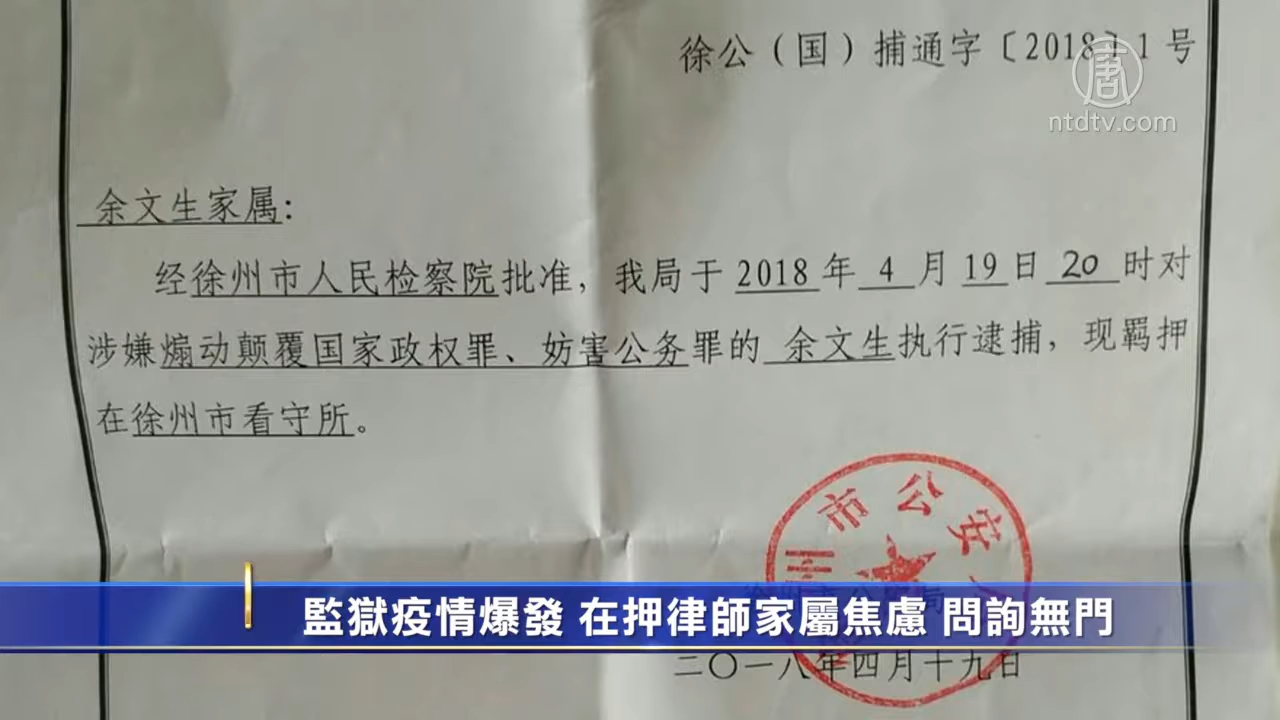 徐公（国）捕通字〔2018〕1号
唐
ntdtv.com
余文生家属：
经徐州市人民检察院批准，我局于2018年4月19日20时对
涉嫌煽动颠覆国家政权罪、妨害公务罪的余文生执行逮捕，现羁押
在徐州市看守所。
州市公安
監獄疫情爆發 在押律師家屬焦慮 問詢無門
二〇一八年四月十九日